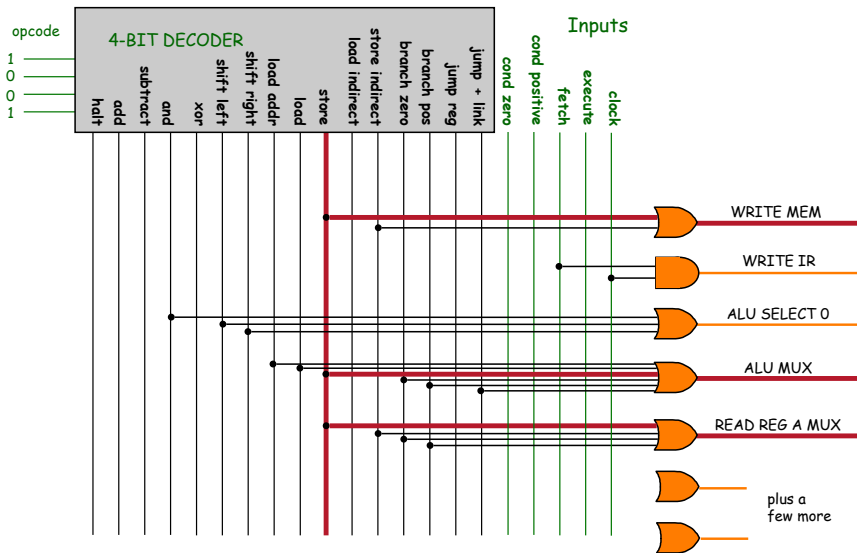 opcode
1
0
0
1
4-BIT DECODER
halt
add
subtract
and
xor
shift left
shift right
load addr
load
store
load indirect
store indirect
branch zero
branch pos
jump reg
jump + link
Inputs
cond zero
cond positive
fetch
execute
clock
WRITE MEM
WRITE IR
ALU SELECT 0
ALU MUX
READ REG A MUX
plus a
few more